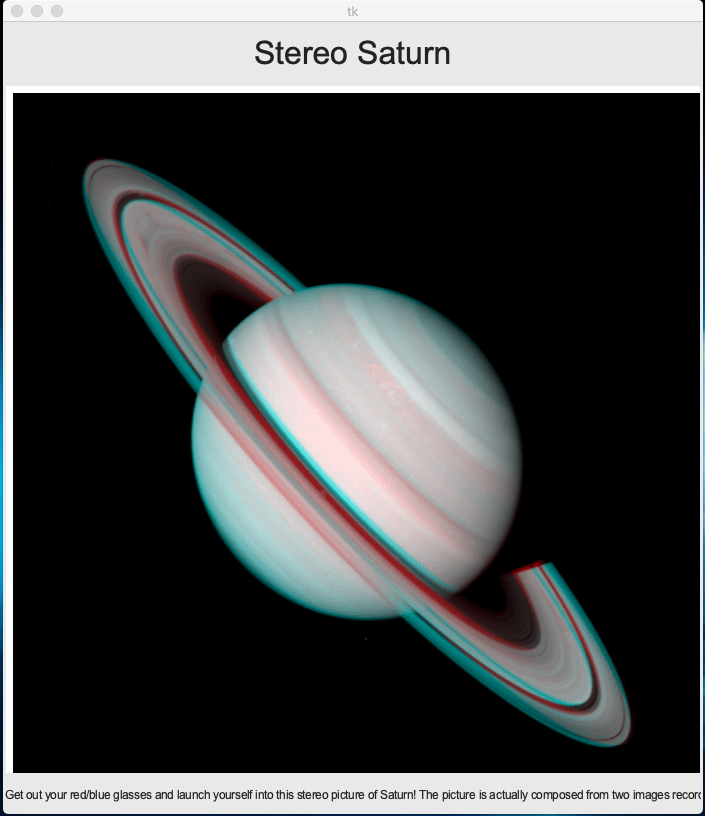 tk
Stereo Saturn
Get out your red/blue glasses and launch yourself into this stereo picture of Saturn! The picture is actually composed from two images recor